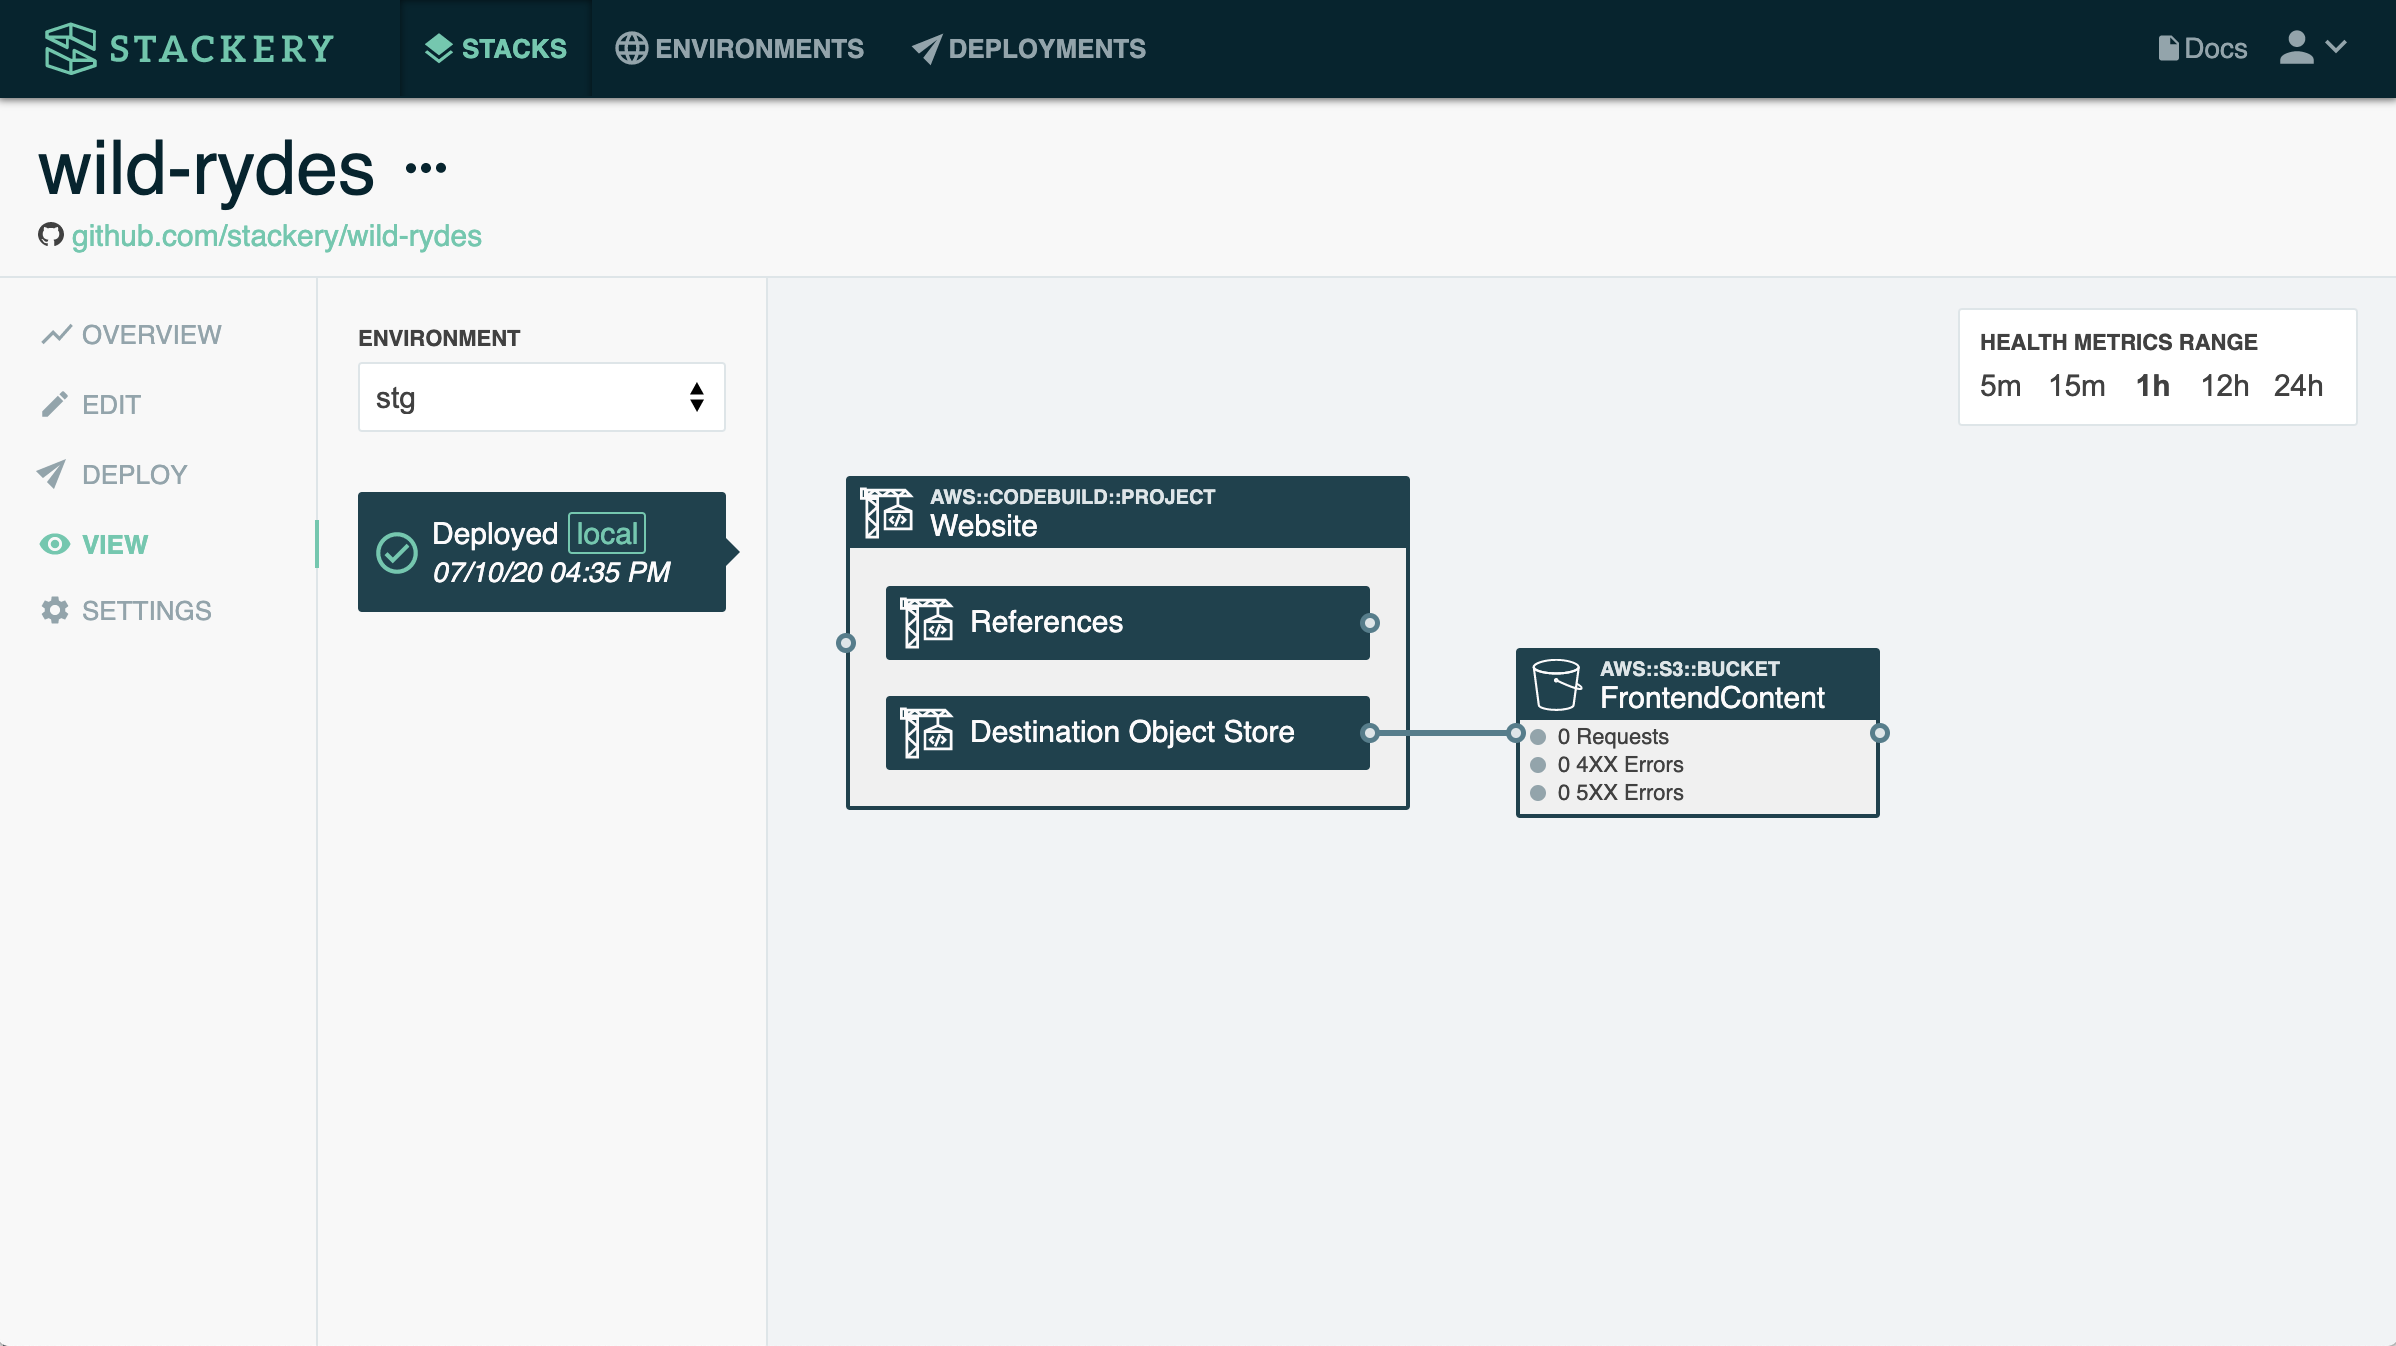 STACKERY
STACKS
ENVIRONMENTS
DEPLOYMENTS
Docs
wild-rydes ...
github.com/stackery/wild-rydes
OVERVIEW
EDIT
DEPLOY
VIEW
SETTINGS
ENVIRONMENT
stg
Deployed local
07/10/20 04:35 PM
HEALTH METRICS RANGE
5m 15m 1h 12h 24h
AWS::CODEBUILD::PROJECT
Website
References
Destination Object Store
AWS::S3::BUCKET
FrontendContent
0 Requests
0 4XX Errors
0 5XX Errors